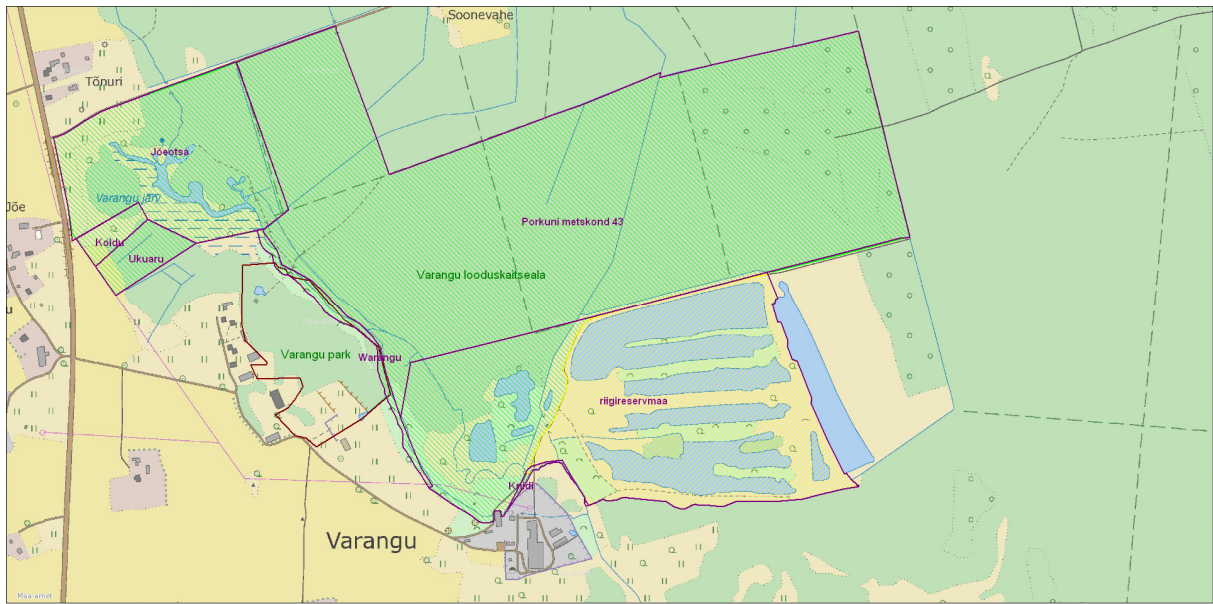 Soonevahe
Tõnuri
Jõeotsa
Varangu järv
Jõe
Porkuni metskond 43
Koidu
Ukuaru
Varangu looduskaitseala
u
Varangu park
Warangu
riigireservmaa
Varangu
Maa-amet